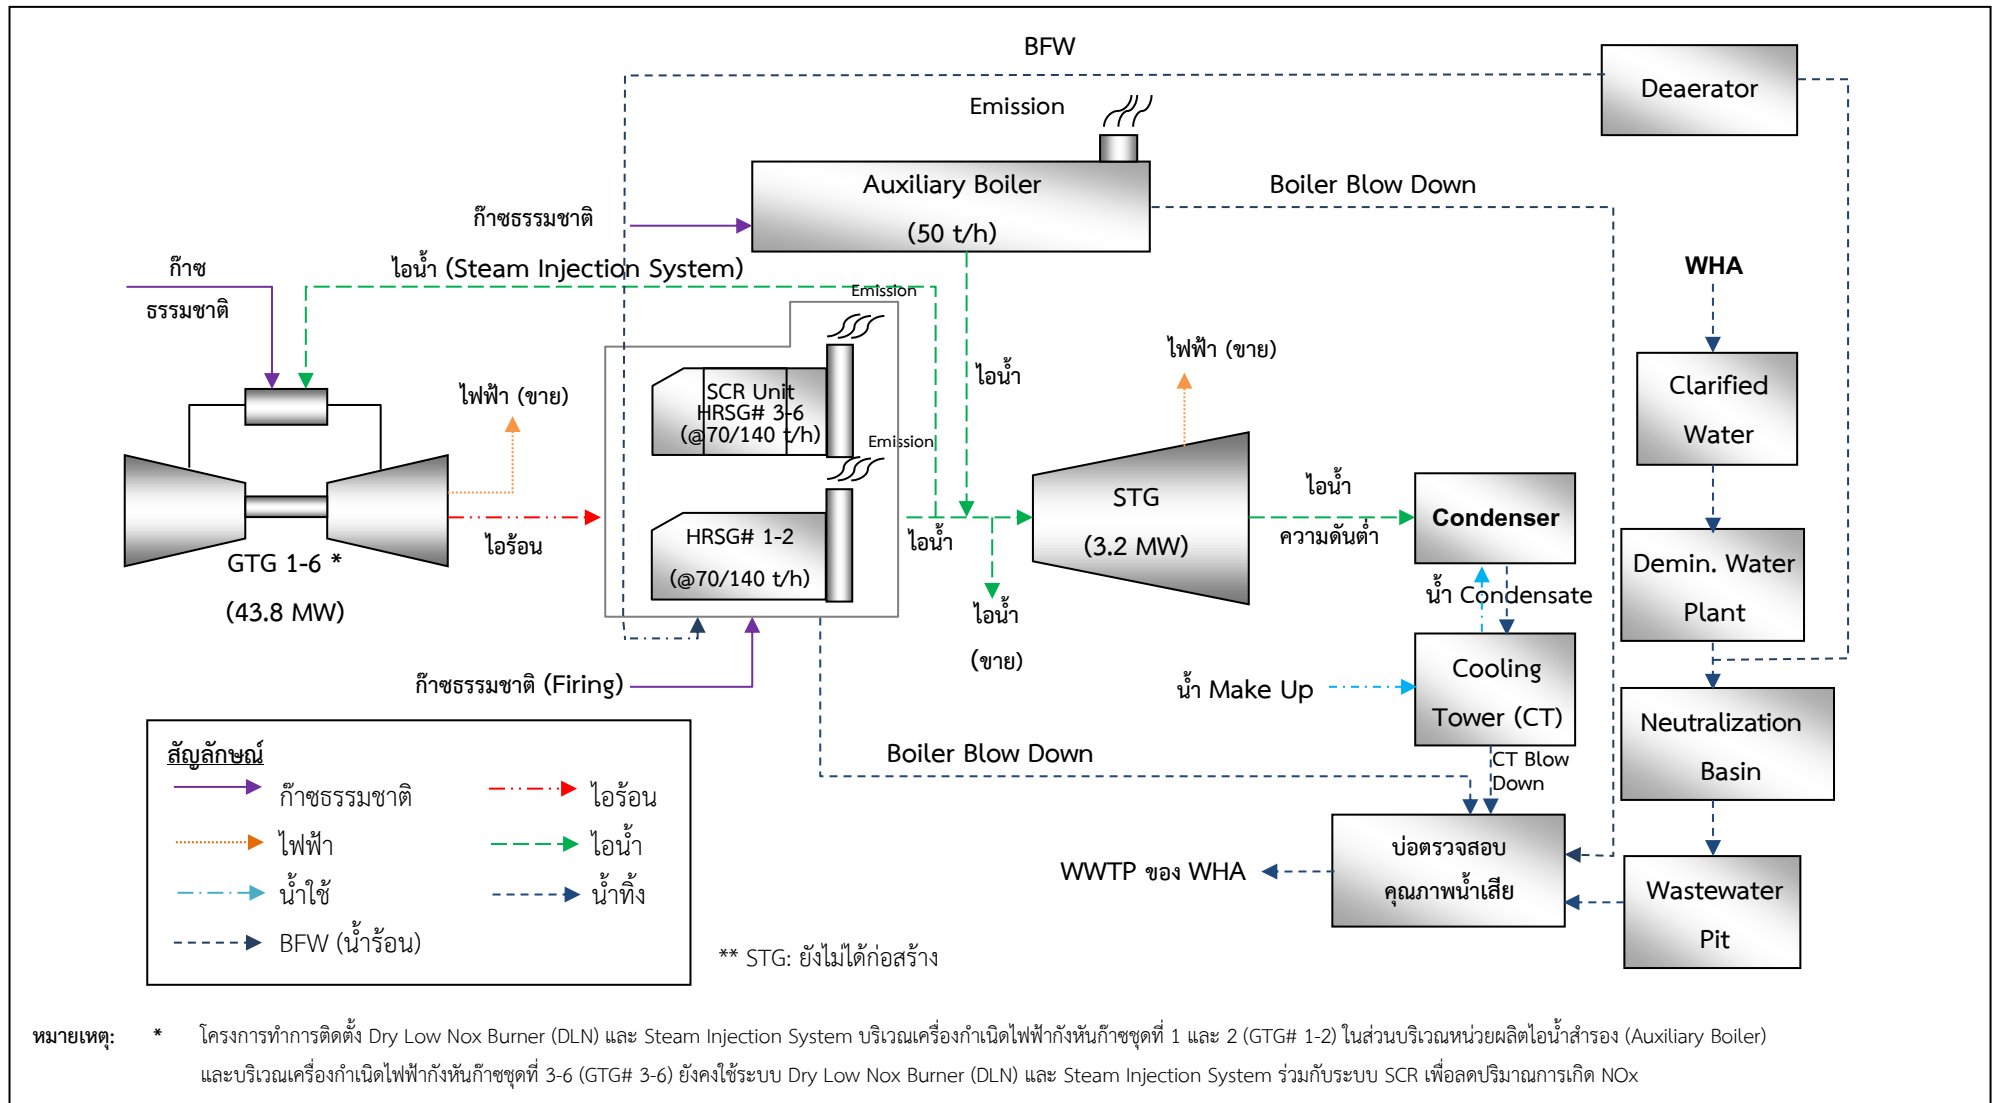 BFW
Deaerator
Emission
Auxiliary Boiler
(50 t/h)
Boiler Blow Down
ก๊าซธรรมชาติ
ก๊าซ
ธรรมชาติ
ไอน้ำ (Steam Injection System)
WHA
Emission
ไฟฟ้า (ขาย)
ไอน้ำ
Clarified
Water
SCR Unit
HRSG# 3-6
(@70/140 t/h)
ไฟฟ้า (ขาย)
Emission
STG
(3.2 MW)
ไอน้ำ
ความดันต่ำ
Condenser
HRSG# 1-2
(@70/140 t/h)
ไอร้อน
ไอน้ำ
GTG 1-6 *
(43.8 MW)
Demin. Water
Plant
น้ำ Condensate
ไอน้ำ
(ขาย)
ก๊าซธรรมชาติ (Firing)
น้ำ Make Up
Cooling
Tower (CT)
Neutralization
Basin
Boiler Blow Down
CT Blow
Down
สัญลักษณ์
ก๊าซธรรมชาติ
ไอร้อน
ไฟฟ้า
ไอน้ำ
น้ำใช้
น้ำทิ้ง
BFW (น้ำร้อน)
WWTP ของ WHA
บ่อตรวจสอบ
คุณภาพน้ำเสีย
Wastewater
Pit
** STG: ยังไม่ได้ก่อสร้าง
หมายเหตุ: * โครงการทำการติดตั้ง Dry Low Nox Burner (DLN) และ Steam Injection System บริเวณเครื่องกำเนิดไฟฟ้ากังหันก๊าซชุดที่ 1 และ 2 (GTG# 1-2) ในส่วนบริเวณหน่วยผลิตไอน้ำสำรอง (Auxiliary Boiler)
และบริเวณเครื่องกำเนิดไฟฟ้ากังหันก๊าซชุดที่ 3-6 (GTG# 3-6) ยังคงใช้ระบบ Dry Low Nox Burner (DLN) และ Steam Injection System ร่วมกับระบบ SCR เพื่อลดปริมาณการเกิด NOx